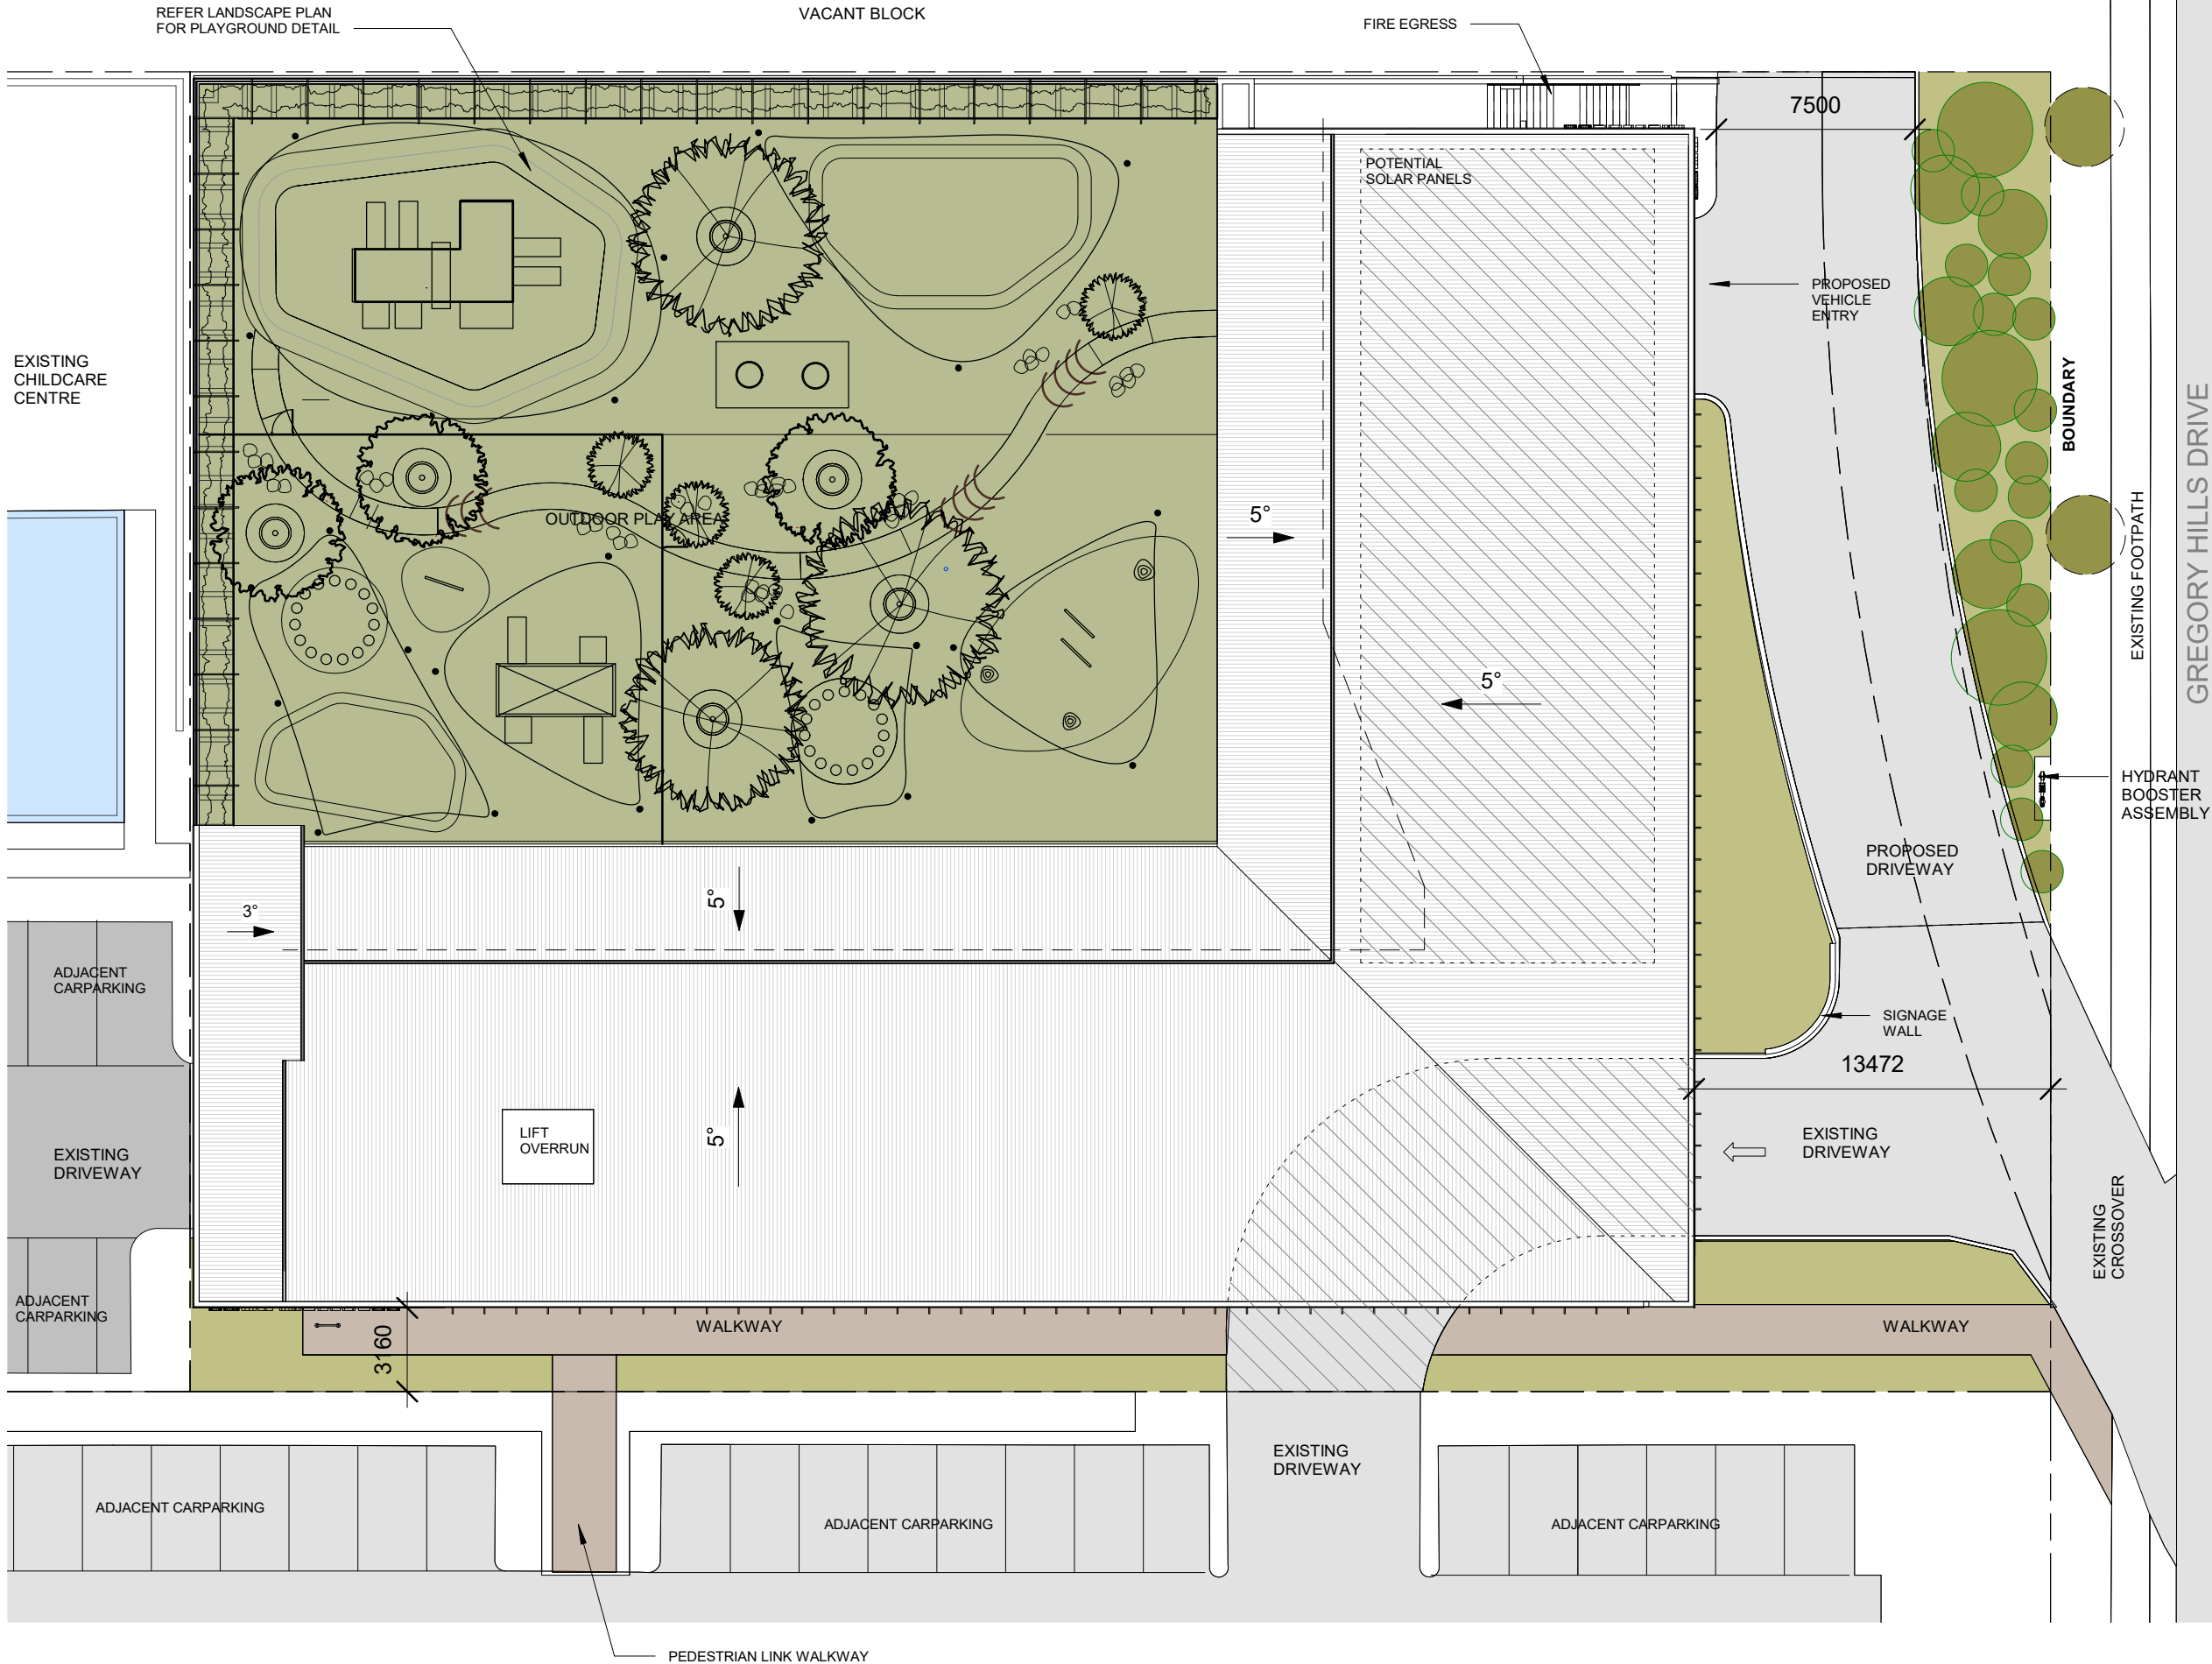 REFER LANDSCAPE PLAN
FOR PLAYGROUND DETAIL
VACANT BLOCK
FIRE EGRESS
7500
POTENTIAL
SOLAR PANELS
PROPOSED
VEHICLE
ENTRY
EXISTING
CHILDCARE
CENTRE
BOUNDARY
GREGORY HILLS DRIVE
EXISTING FOOTPATH
OUTDOOR PLAY AREA
5°
5°
HYDRANT
BOOSTER
ASSEMBLY
PROPOSED
DRIVEWAY
5°
3°
ADJACENT
CARPARKING
SIGNAGE
WALL
13472
LIFT
OVERRUN
5°
EXISTING
DRIVEWAY
EXISTING
DRIVEWAY
EXISTING
CROSSOVER
ADJACENT
CARPARKING
3160
WALKWAY
WALKWAY
EXISTING
DRIVEWAY
ADJACENT CARPARKING
ADJACENT CARPARKING
ADJACENT CARPARKING
PEDESTRIAN LINK WALKWAY